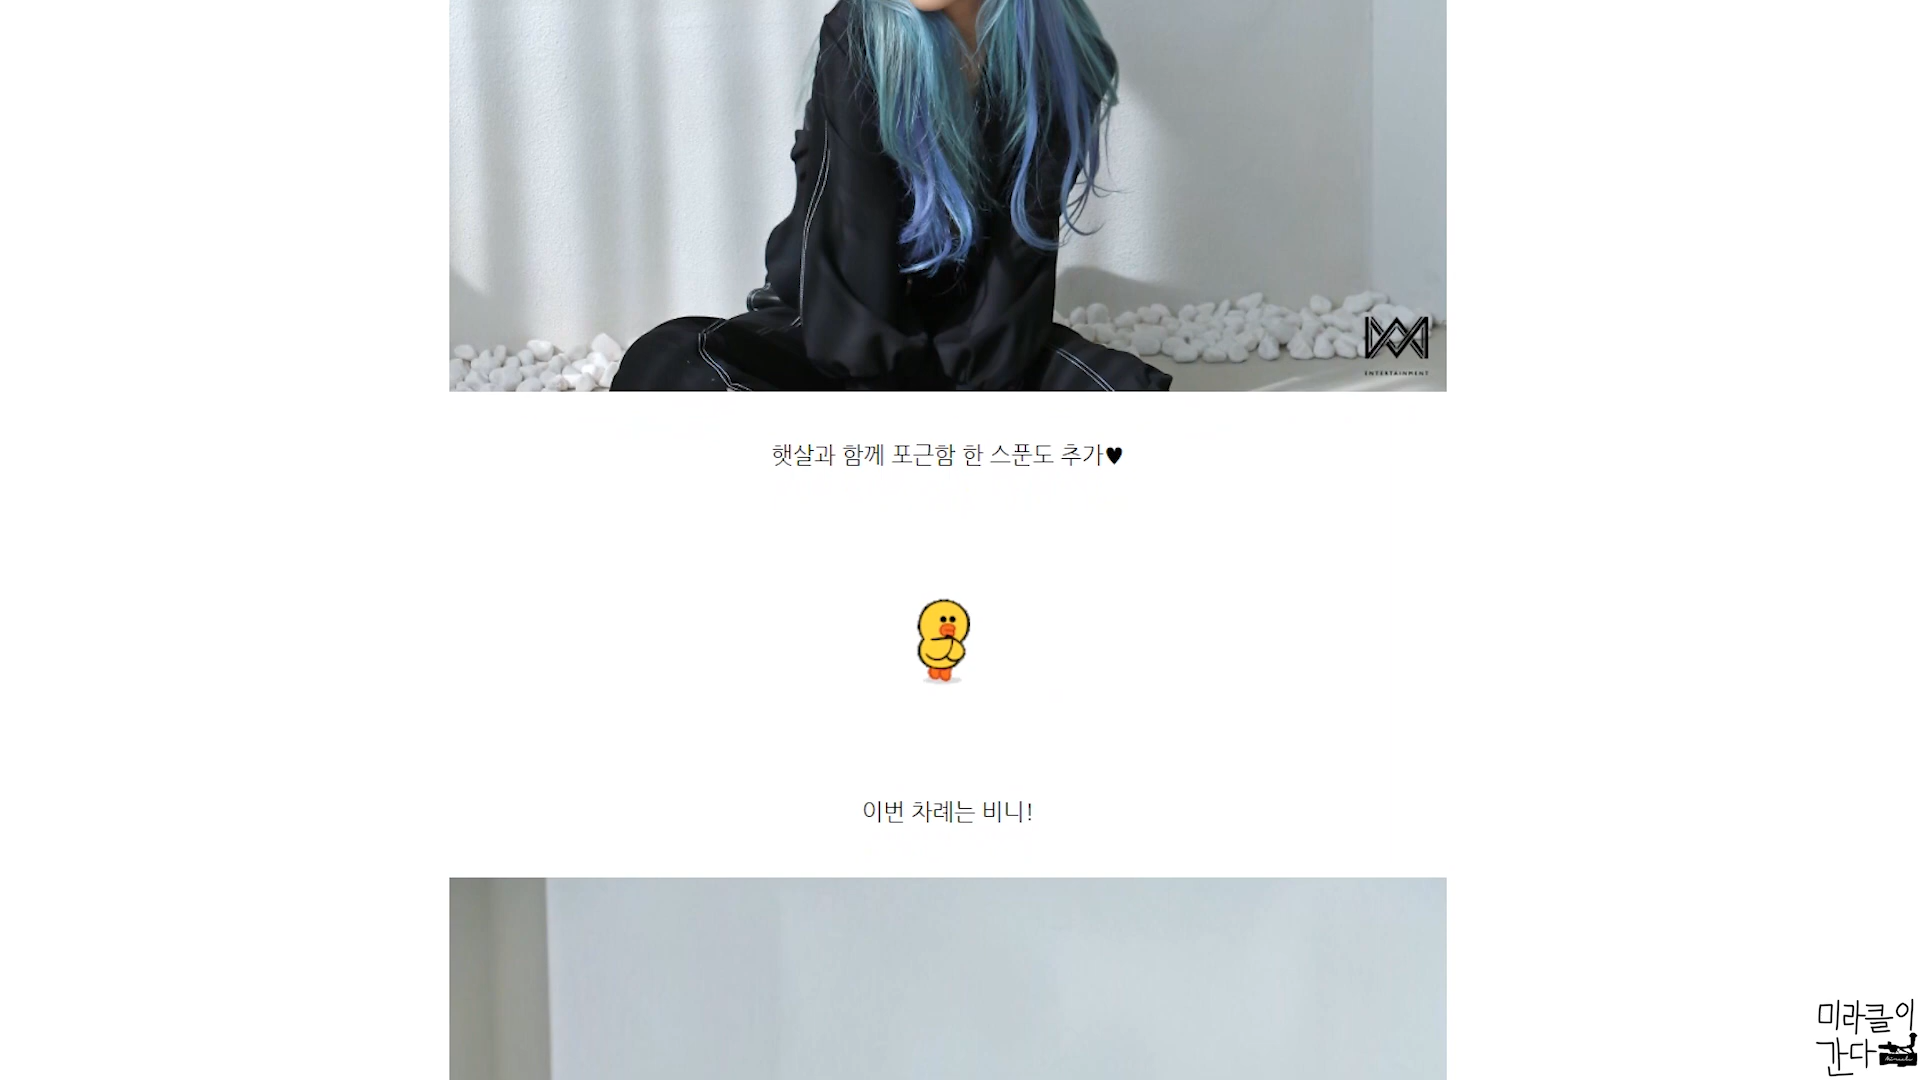 ENTERTAINMENT
햇살과 함께 포근함 한 스푼도 추가♥
이번 차례는 비니!
미라클이
간다